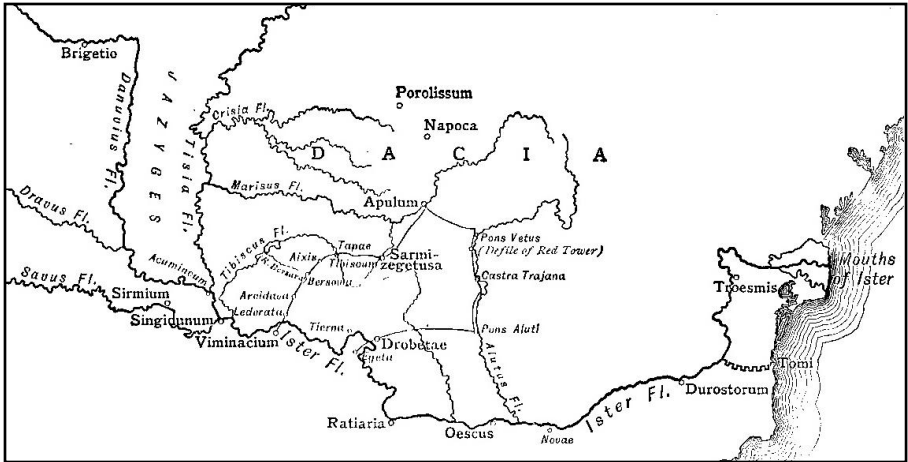 Brigetio
Danuvius Fl.
JAZYGES
Tisia Fl.
Crisia Fl.
Porolissum
Napoca
DACIA
Marisus Fl.
Apulum
Dravus Fl.
Savus Fl.
Acumincum
Sirmium
Singidunum
Tibiscus Fl.
Aixis
Tapae
Tibiscum
Sarmi-
zegetusa
Bersovia
Arcidava
Lederata
Viminacium
Ister Fl.
Tierna
Drobetae
Egeta
Pons Vetus
(Defile of Red Tower)
Castra Trajana
Pons Aluti
Alutus Fl.
Ratiaria
Oescus
Novae
Ister Fl.
Durostorum
Troesmis
Mouths
of Ister
Tomi